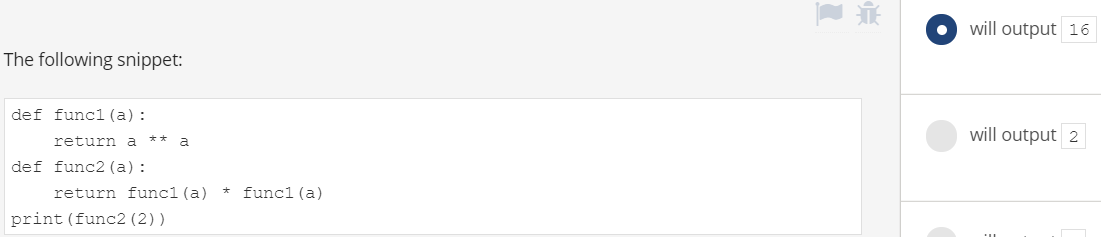 The following snippet:
def func1(a):
    return a ** a
def func2(a):
    return func1(a) * func1(a)
print(func2(2))
will output 16
will output 2